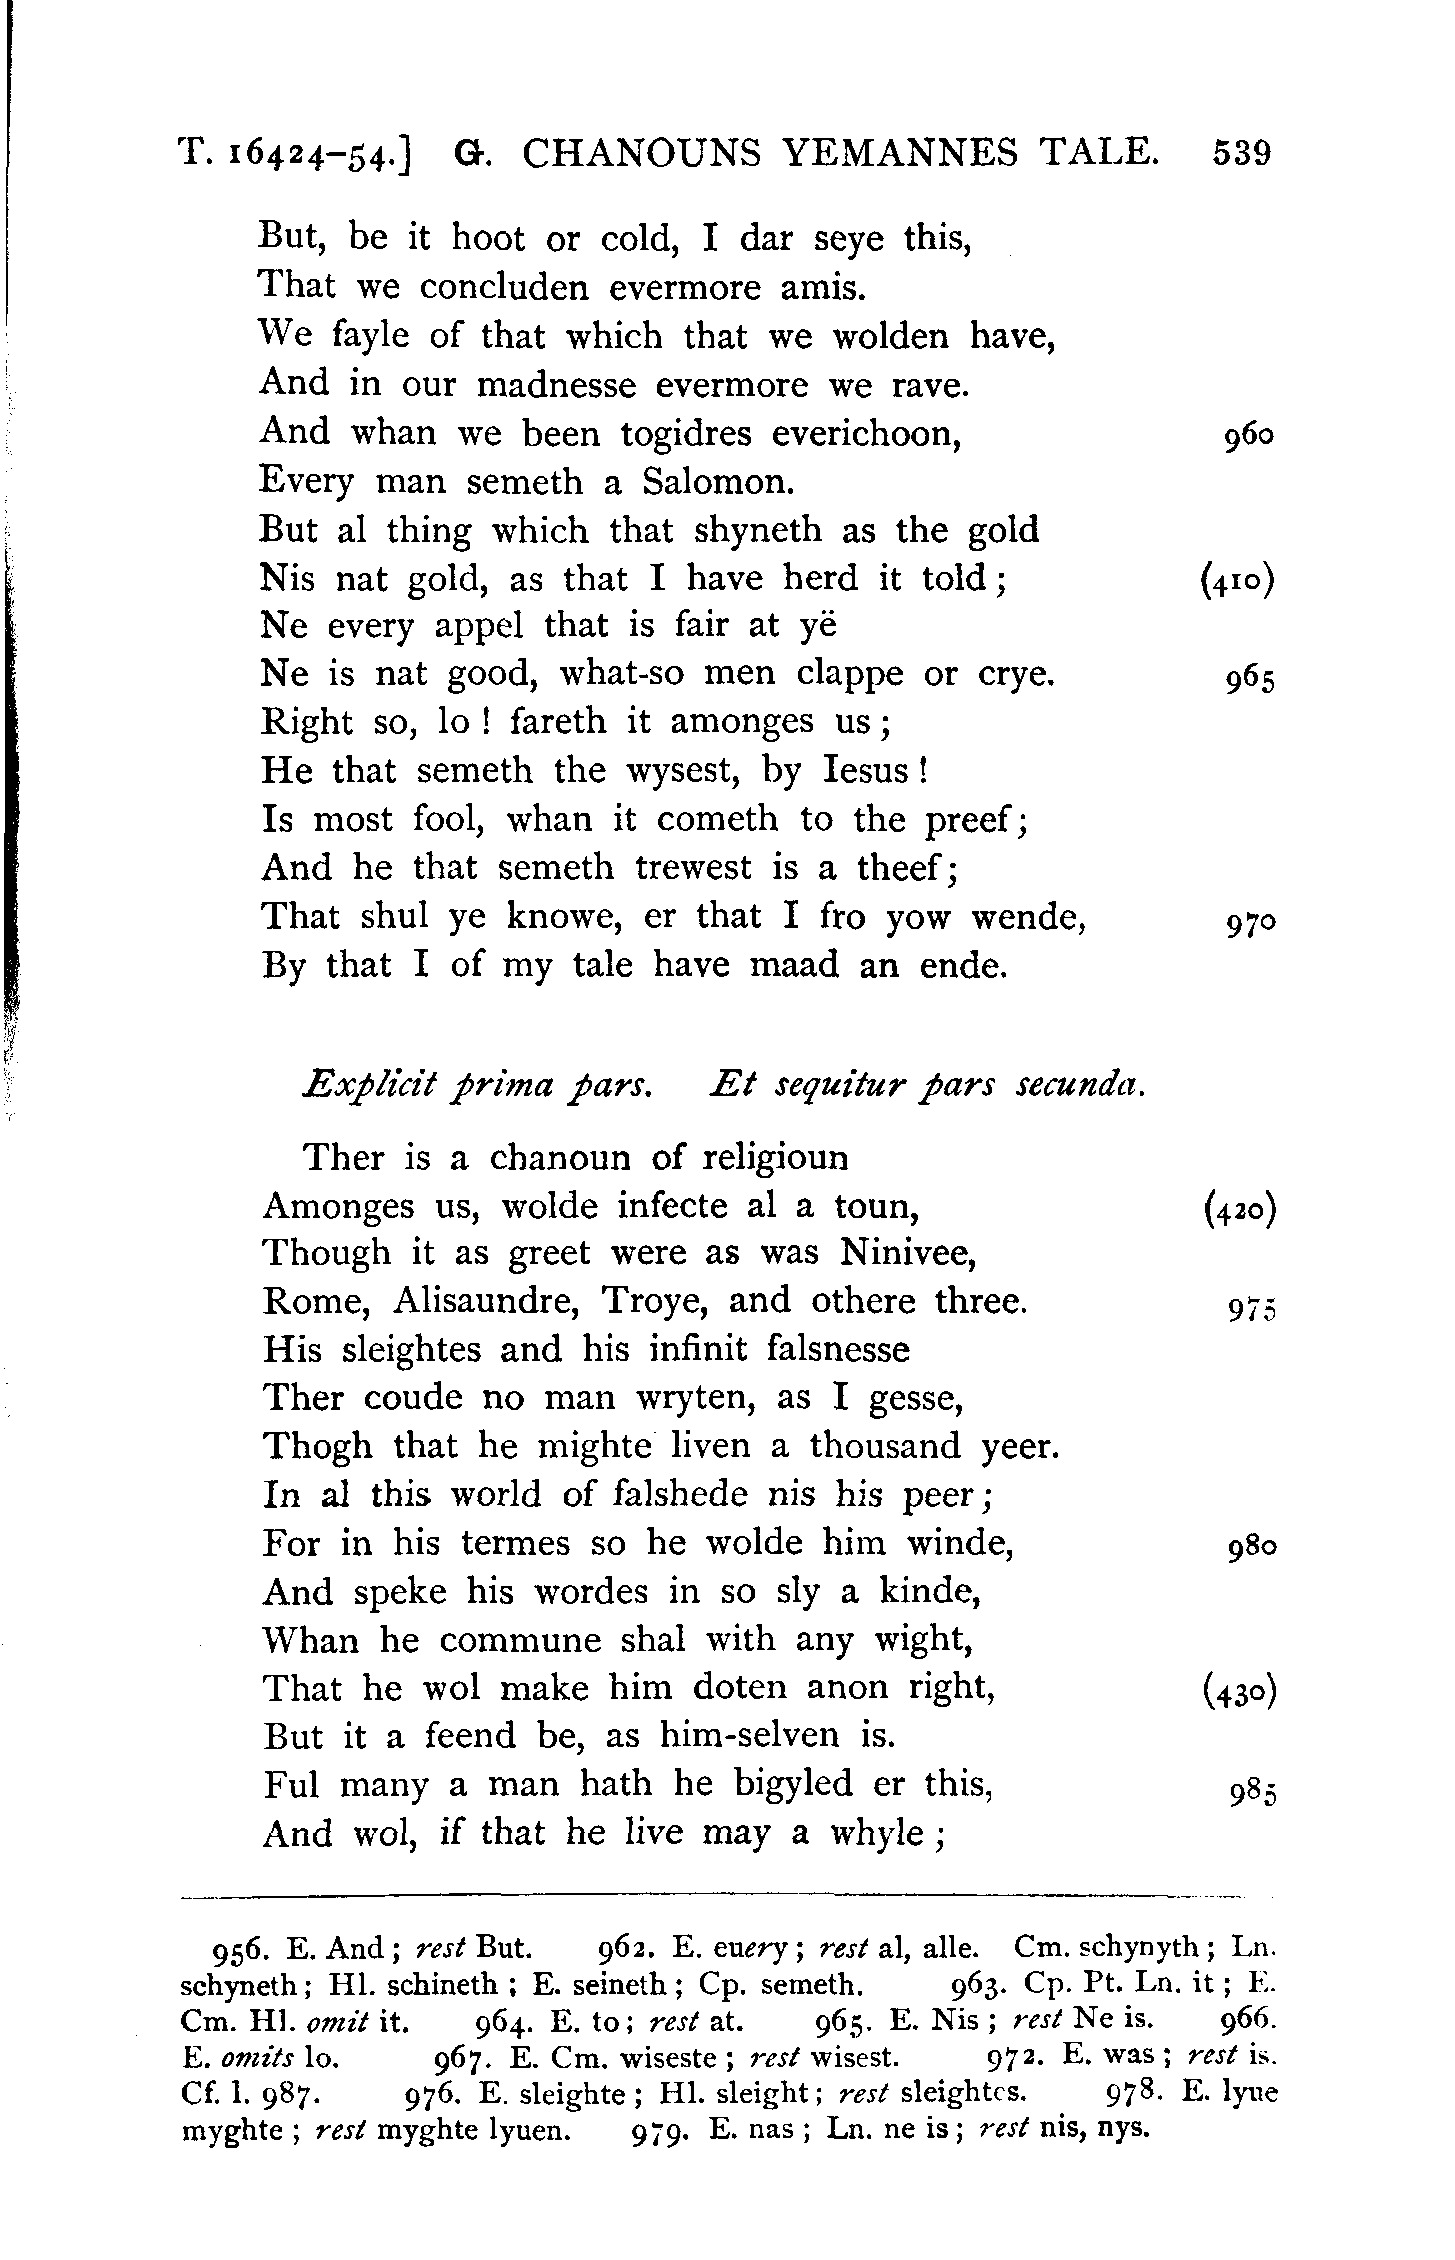 T. 16424–54.] G. CHANOUNS YEMANNES TALE. 539
But, be it hoot or cold, I dar seye this,
That we concluden evermore amis.
We fayle of that which that we wolden have,
And in our madnesse evermore we rave.
And whan we been togidres everichoon, 960
Every man semeth a Salomon.
But al thing which that shyneth as the gold
Nis nat gold, as that I have herd it told ; (410)
Ne every appel that is fair at yë
Ne is nat good, what-so men clappe or crye. 965
Right so, lo ! fareth it amonges us ;
He that semeth the wysest, by Iesus !
Is most fool, whan it cometh to the preef ;
And he that semeth trewest is a theef ;
That shul ye knowe, er that I fro yow wende, 970
By that I of my tale have maad an ende.
Explicit prima pars. Et sequitur pars secunda.
Ther is a chanoun of religioun
Amonges us, wolde infecte al a toun, (420)
Though it as greet were as was Ninivee,
Rome, Alisaundre, Troye, and othere three. 975
His sleightes and his infinit falsnesse
Ther coude no man wryten, as I gesse,
Thogh that he mighte liven a thousand yeer.
In al this world of falshede nis his peer ;
For in his termes so he wolde him winde, 980
And speke his wordes in so sly a kinde,
Whan he commune shal with any wight,
That he wol make him doten anon right, (430)
But it a feend be, as him-selven is.
Ful many a man hath he bigyled er this, 985
And wol, if that he live may a whyle ;
956. E. And ; rest But. 962. E. euery ; rest al, alle. Cm. schynyth ; Ln.
schyneth ; Hl. schineth ; E. seineth ; Cp. semeth. 963. Cp. Pt. Ln. it ; E.
Cm. Hl. omit it. 964. E. to ; rest at. 965. E. Nis ; rest Ne is. 966.
E. omits lo. 967. E. Cm. wiseste ; rest wisest. 972. E. was ; rest is.
Cf. l. 987. 976. E. sleighte ; Hl. sleight ; rest sleightes. 978. E. lyue
myghte ; rest myghte lyuen. 979. E. nas ; Ln. ne is ; rest nis, nys.